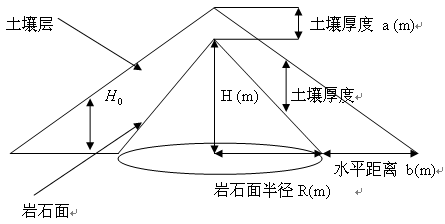 土壤厚度 a (m)
土壤层
H₀
H (m)
土壤厚度
水平距离 b(m)
岩石面半径 R(m)
岩石面